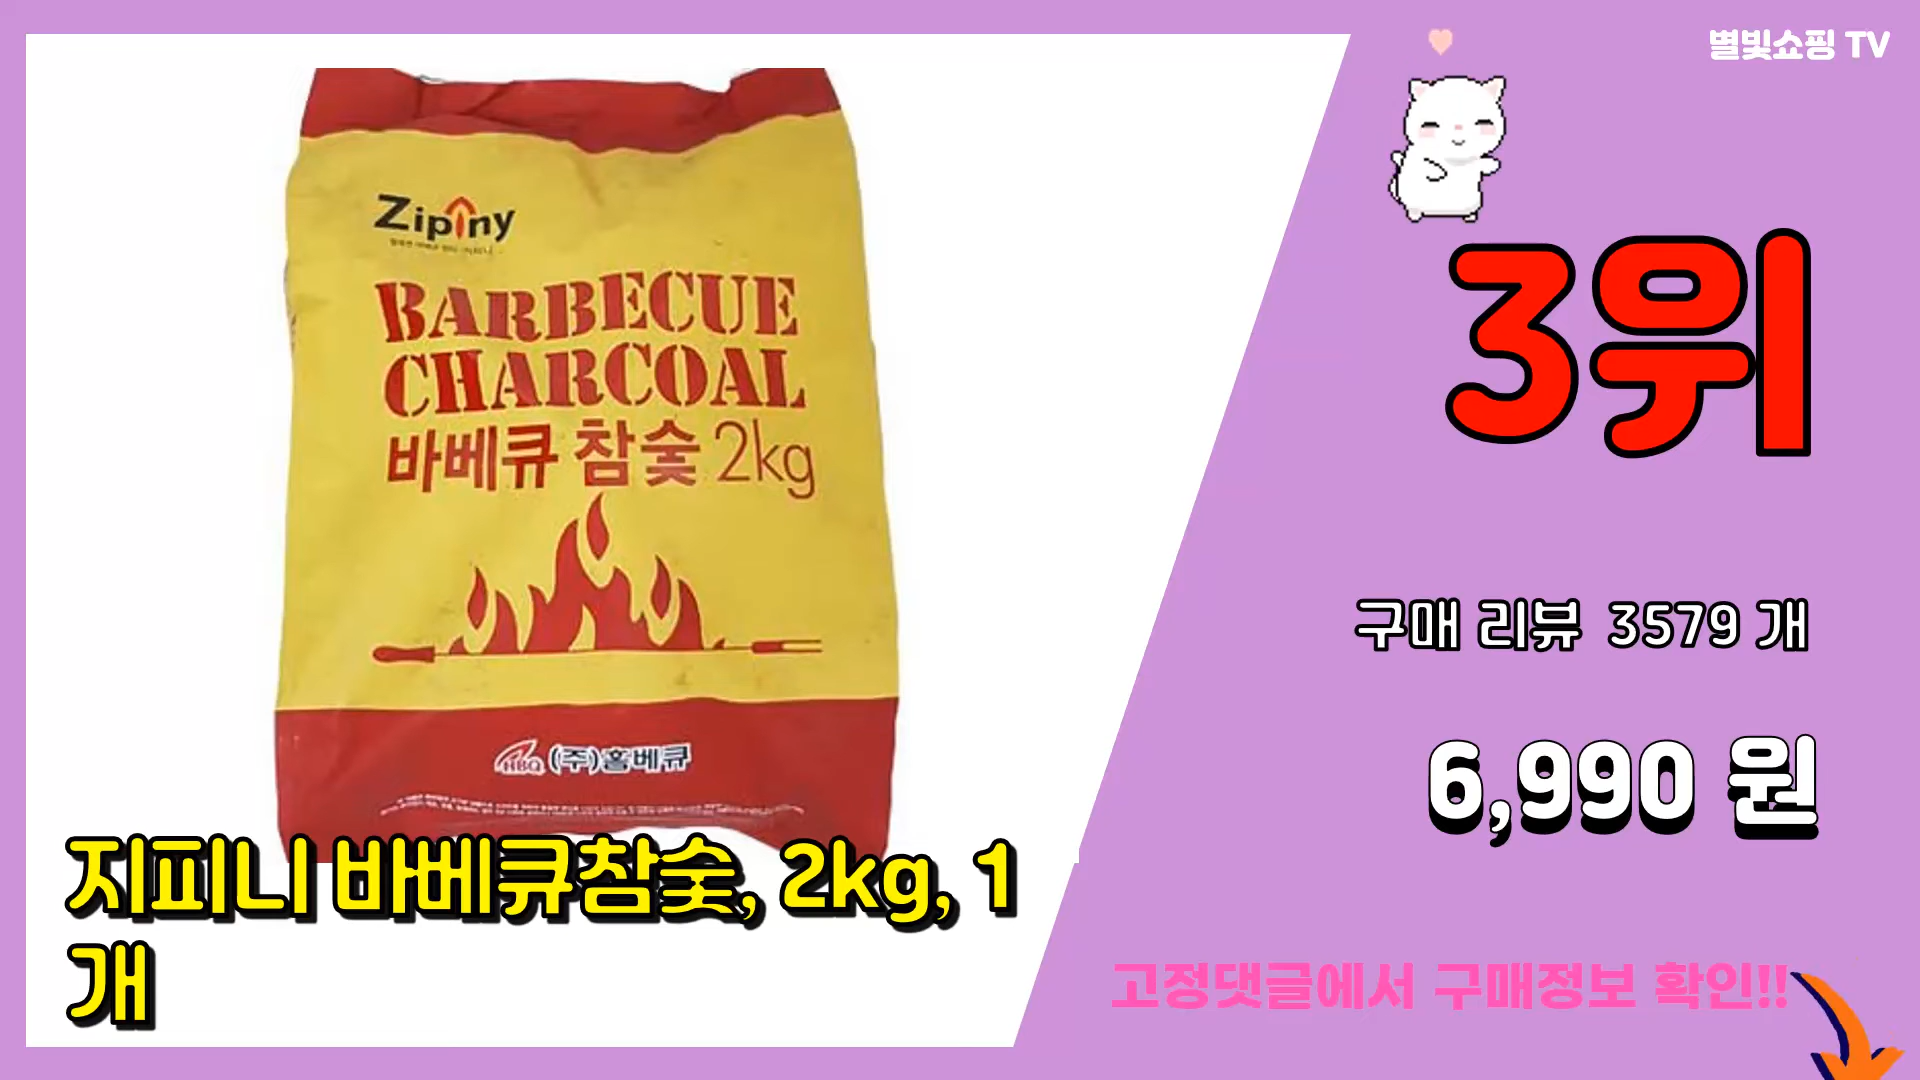 별빛쇼핑 TV
Zipiny
BARBECUE
CHARCOAL
바베큐 참숯 2kg
HBQ (주)홈베큐
3위
구매 리뷰 3579 개
6,990 원
지피니 바베큐참숯, 2kg, 1
개
고정댓글에서 구매정보 확인!!